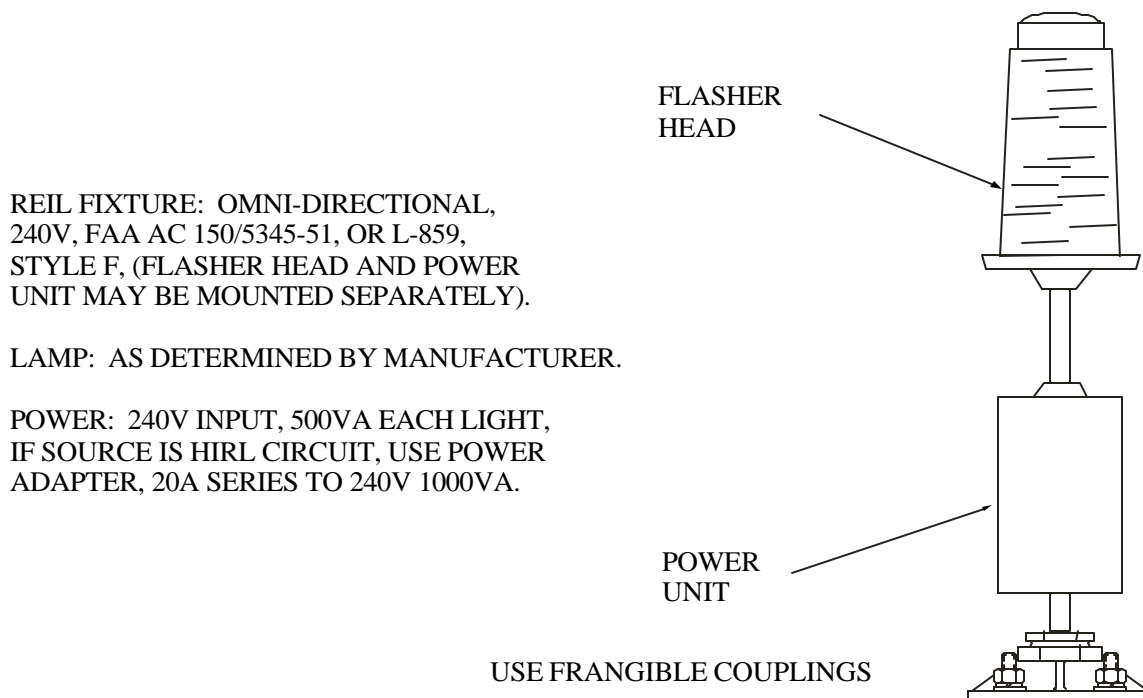 FLASHER
HEAD
REIL FIXTURE: OMNI-DIRECTIONAL,
240V, FAA AC 150/5345-51, OR L-859,
STYLE F, (FLASHER HEAD AND POWER
UNIT MAY BE MOUNTED SEPARATELY).
LAMP: AS DETERMINED BY MANUFACTURER.
POWER: 240V INPUT, 500VA EACH LIGHT,
IF SOURCE IS HIRL CIRCUIT, USE POWER
ADAPTER, 20A SERIES TO 240V 1000VA.
POWER
UNIT
USE FRANGIBLE COUPLINGS